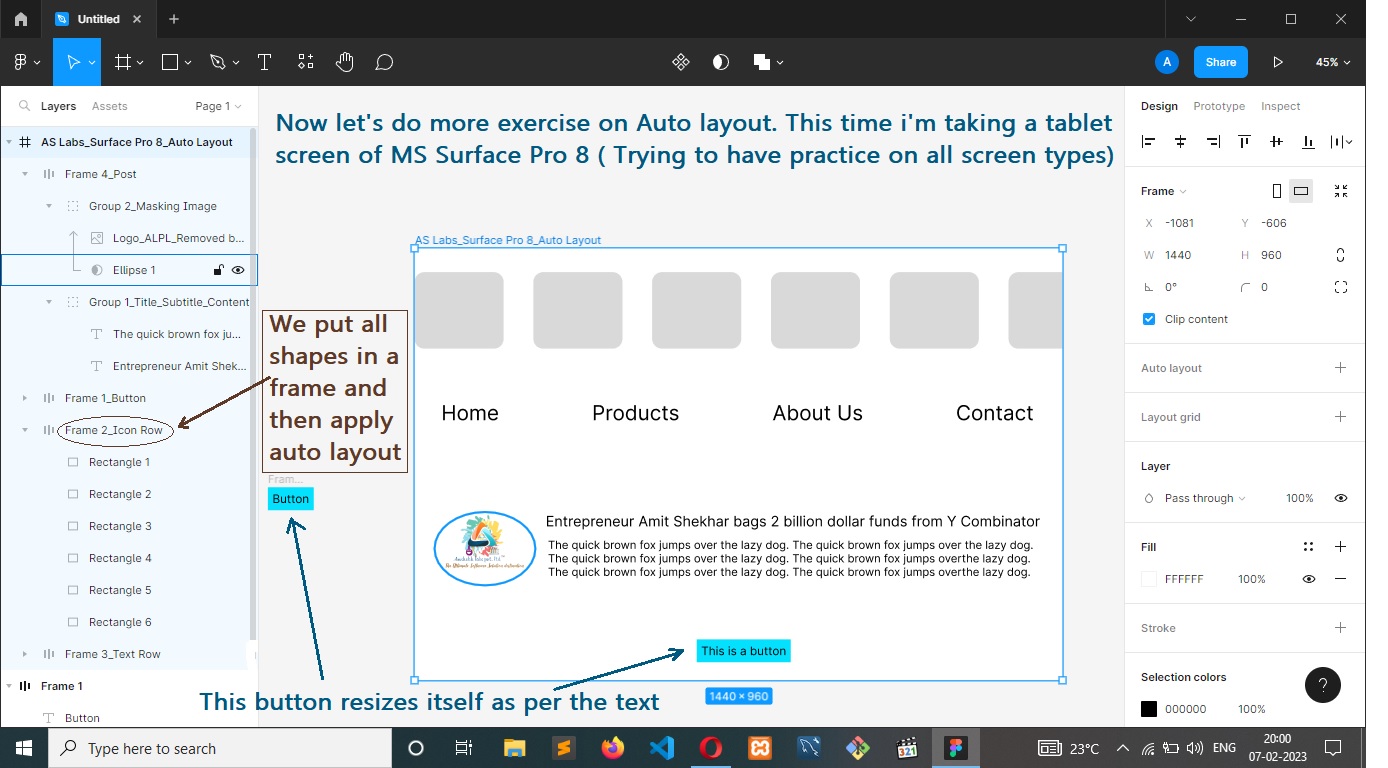 Untitled
Share
45%
A
Layers
Assets
Page 1
AS Labs_Surface Pro 8_Auto Layout
Frame 4_Post
Group 2_Masking Image
Logo_ALPL_Removed b...
Ellipse 1
Group 1_Title_Subtitle_Content
The quick brown fox ju...
Entrepreneur Amit Shek...
Frame 1_Button
Frame 2_Icon Row
Rectangle 1
Rectangle 2
Rectangle 3
Rectangle 4
Rectangle 5
Rectangle 6
Frame 3_Text Row
Frame 1
Button
Now let's do more exercise on Auto layout. This time i'm taking a tablet
screen of MS Surface Pro 8 ( Trying to have practice on all screen types)
We put all
shapes in a
frame and
then apply
auto layout
Fram...
Button
AS Labs_Surface Pro 8_Auto Layout
Home Products About Us Contact
Entrepreneur Amit Shekhar bags 2 billion dollar funds from Y Combinator
The quick brown fox jumps over the lazy dog. The quick brown fox jumps over the lazy dog.
The quick brown fox jumps over the lazy dog. The quick brown fox jumps over the lazy dog.
The quick brown fox jumps over the lazy dog. The quick brown fox jumps overthe lazy dog.
This is a button
This button resizes itself as per the text
1440 × 960
Design Prototype Inspect
Frame
X -1081 Y -606
W 1440 H 960
0° 0
Clip content
Auto layout
Layout grid
Layer
Pass through 100%
Fill
FFFFFF 100%
Stroke
Selection colors
000000 100%
?
Type here to search
321
23°C
ENG
20:00
07-02-2023